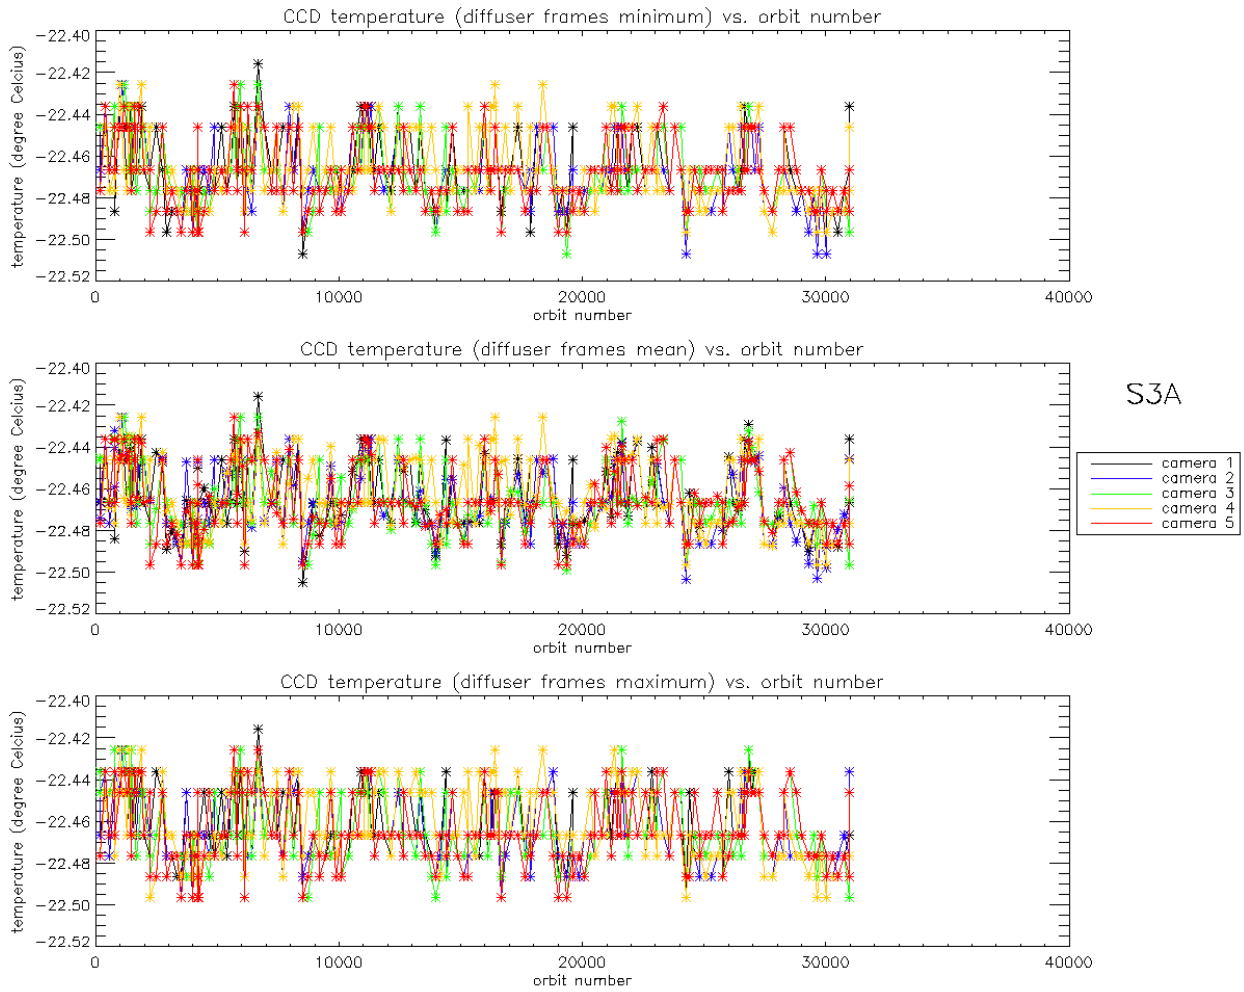 CCD temperature (diffuser frames minimum) vs. orbit number
temperature (degree Celcius)
−22.40
−22.42
−22.44
−22.46
−22.48
−22.50
−22.52
0 10000 20000 30000 40000
orbit number
CCD temperature (diffuser frames mean) vs. orbit number
temperature (degree Celcius)
−22.40
−22.42
−22.44
−22.46
−22.48
−22.50
−22.52
0 10000 20000 30000 40000
orbit number
S3A
camera 1
camera 2
camera 3
camera 4
camera 5
CCD temperature (diffuser frames maximum) vs. orbit number
temperature (degree Celcius)
−22.40
−22.42
−22.44
−22.46
−22.48
−22.50
−22.52
0 10000 20000 30000 40000
orbit number